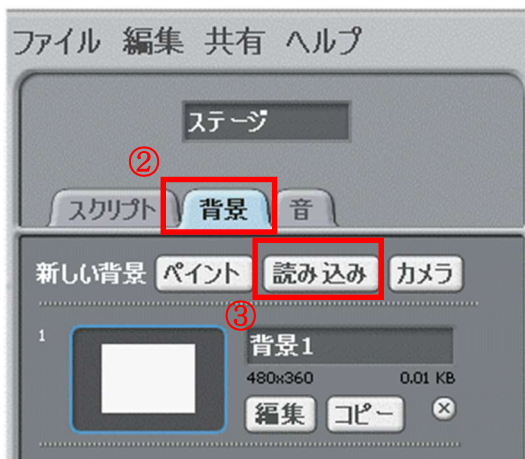 ファイル 編集 共有 ヘルプ
ステージ
②
スクリプト 背景 音
新しい背景 ペイント 読み込み カメラ
③
1
背景1
480x360 0.01 KB
編集 コピー